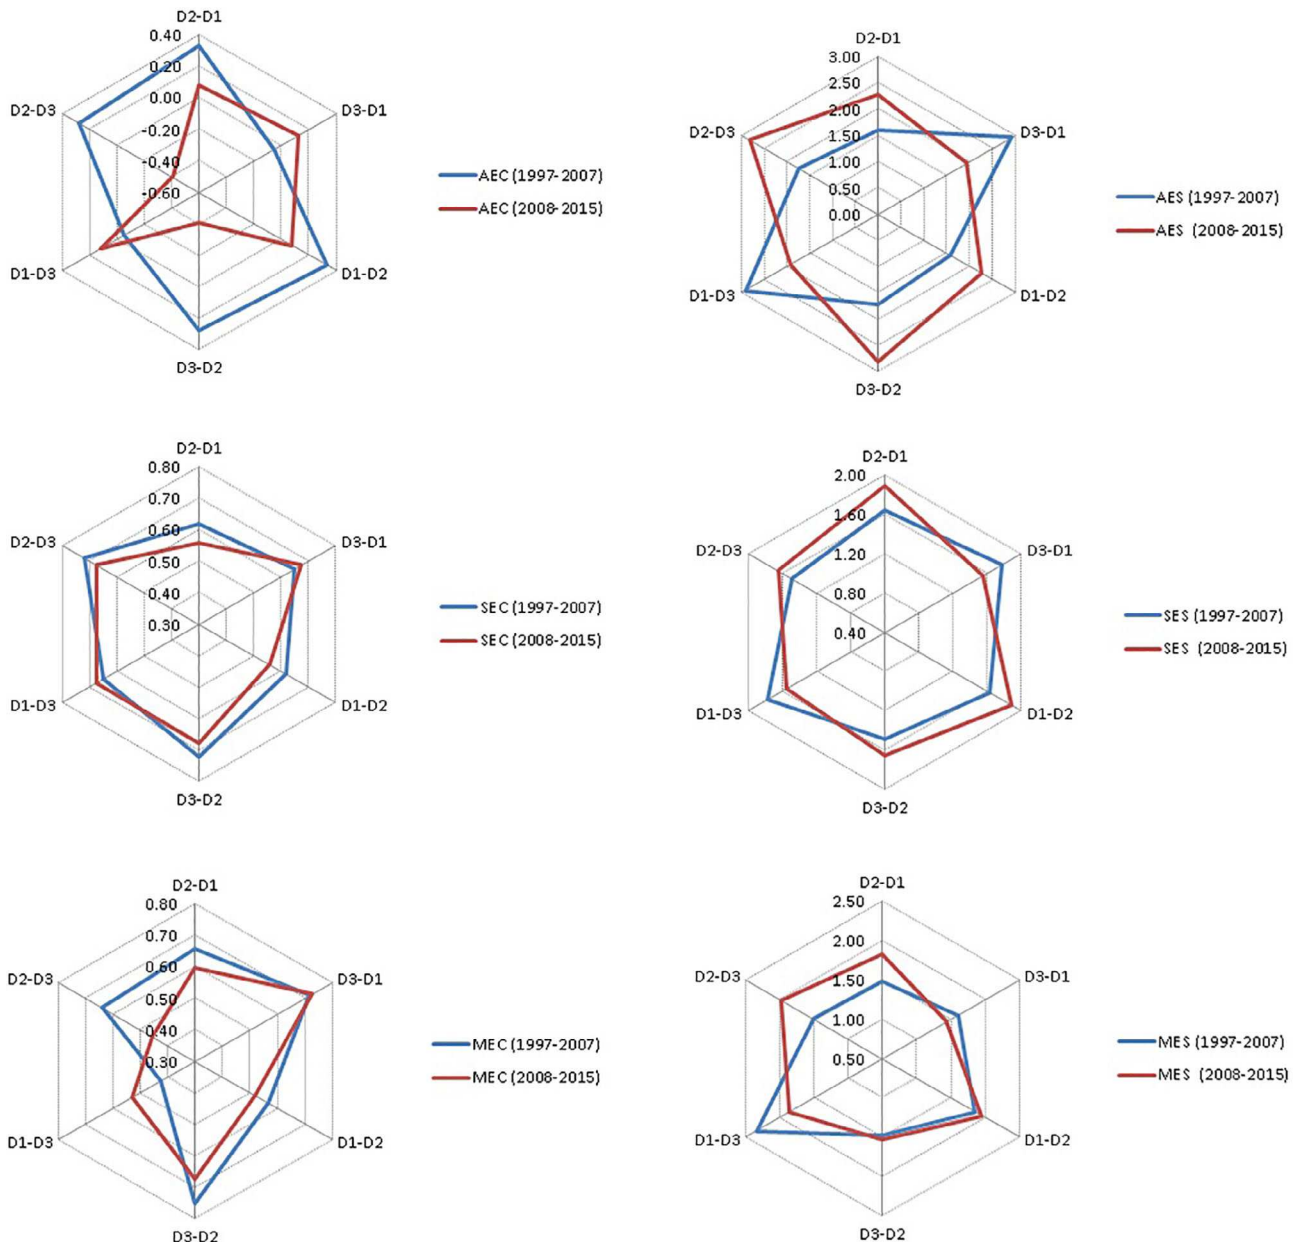 D2-D1
0.40
0.20
0.00
-0.20
-0.40
-0.60
D3-D1
D1-D2
D3-D2
D1-D3
D2-D3
AEC (1997-2007)
AEC (2008-2015)
D2-D1
3.00
2.50
2.00
1.50
1.00
0.50
0.00
D3-D1
D1-D2
D3-D2
D1-D3
D2-D3
AES (1997-2007)
AES (2008-2015)
D2-D1
0.80
0.70
0.60
0.50
0.40
0.30
D3-D1
D1-D2
D3-D2
D1-D3
D2-D3
SEC (1997-2007)
SEC (2008-2015)
D2-D1
2.00
1.60
1.20
0.80
0.40
D3-D1
D1-D2
D3-D2
D1-D3
D2-D3
SES (1997-2007)
SES (2008-2015)
D2-D1
0.80
0.70
0.60
0.50
0.40
0.30
D3-D1
D1-D2
D3-D2
D1-D3
D2-D3
MEC (1997-2007)
MEC (2008-2015)
D2-D1
2.50
2.00
1.50
1.00
0.50
D3-D1
D1-D2
D3-D2
D1-D3
D2-D3
MES (1997-2007)
MES (2008-2015)